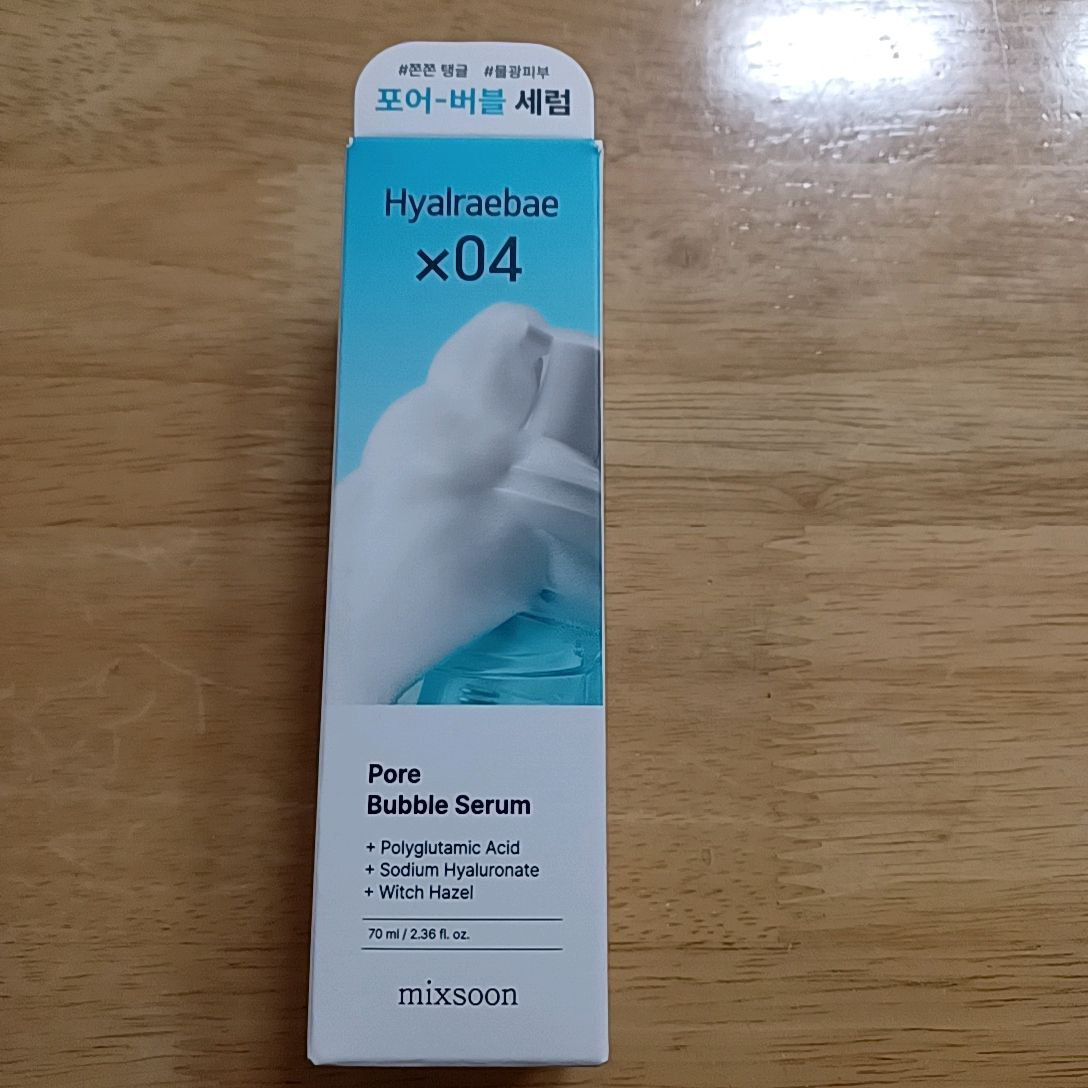 #쫀쫀 탱글 #물광피부
포어-버블 세럼
Hyalraebae
×04
Pore
Bubble Serum
+ Polyglutamic Acid
+ Sodium Hyaluronate
+ Witch Hazel
70 ml / 2.36 fl. oz.
mixsoon